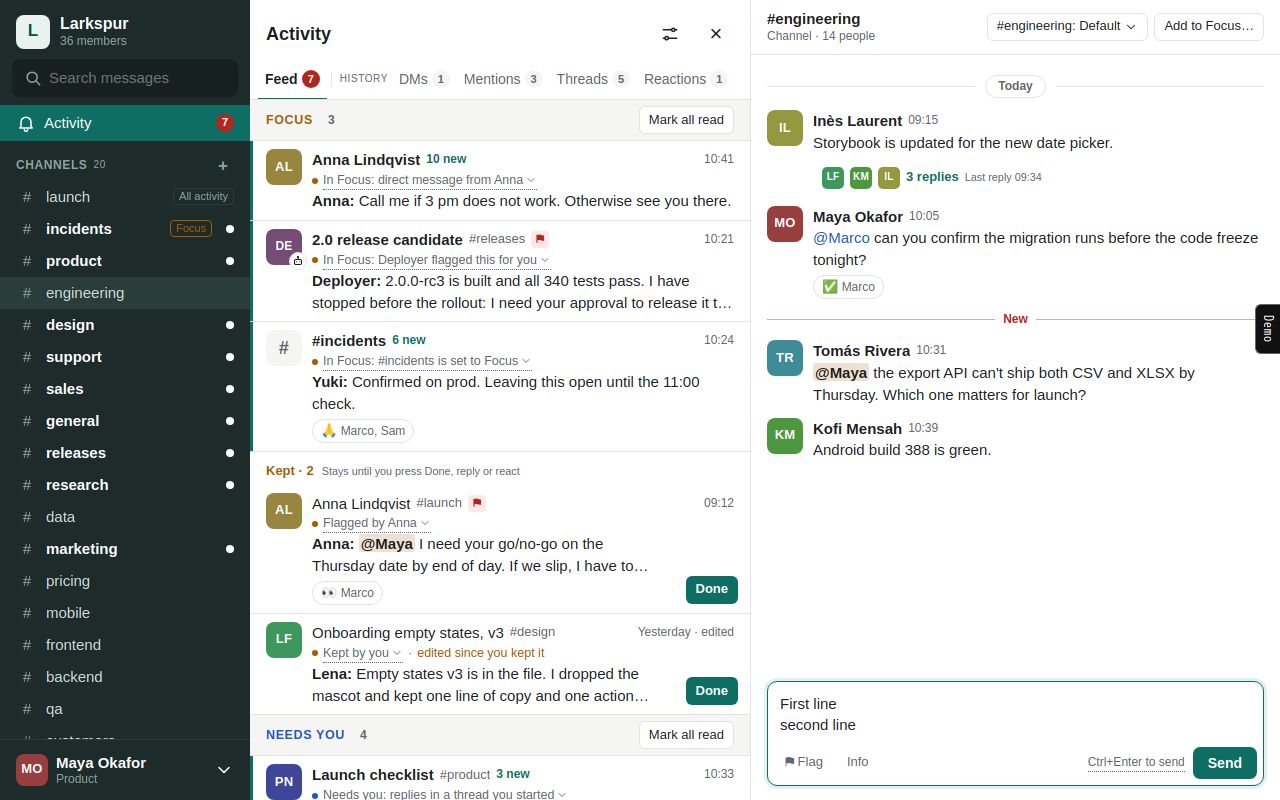 L
Larkspur
36 members
Search messages
Activity
7
CHANNELS 20
+
# launch All activity
# incidents Focus
# product
# engineering
# design
# support
# sales
# general
# releases
# research
# data
# marketing
# pricing
# mobile
# frontend
# backend
# qa
MO
Maya Okafor
Product
Activity
Feed 7 HISTORY DMs 1 Mentions 3 Threads 5 Reactions 1
FOCUS 3 Mark all read
AL
Anna Lindqvist 10 new 10:41
In Focus: direct message from Anna
Anna: Call me if 3 pm does not work. Otherwise see you there.
DE
2.0 release candidate #releases 10:21
In Focus: Deployer flagged this for you
Deployer: 2.0.0-rc3 is built and all 340 tests pass. I have
stopped before the rollout: I need your approval to release it t…
#
#incidents 6 new 10:24
In Focus: #incidents is set to Focus
Yuki: Confirmed on prod. Leaving this open until the 11:00
check.
🙏 Marco, Sam
Kept · 2 Stays until you press Done, reply or react
AL
Anna Lindqvist #launch 09:12
Flagged by Anna
Anna: @Maya I need your go/no-go on the
Thursday date by end of day. If we slip, I have to…
👀 Marco
Done
LF
Onboarding empty states, v3 #design Yesterday · edited
Kept by you · edited since you kept it
Lena: Empty states v3 is in the file. I dropped the
mascot and kept one line of copy and one action…
Done
NEEDS YOU 4 Mark all read
PN
Launch checklist #product 3 new 10:33
Needs you: replies in a thread you started
#engineering
Channel · 14 people
#engineering: Default
Add to Focus…
Today
IL
Inès Laurent 09:15
Storybook is updated for the new date picker.
LF KM IL 3 replies Last reply 09:34
MO
Maya Okafor 10:05
@Marco can you confirm the migration runs before the code freeze
tonight?
✅ Marco
New
Demo
TR
Tomás Rivera 10:31
@Maya the export API can't ship both CSV and XLSX by
Thursday. Which one matters for launch?
KM
Kofi Mensah 10:39
Android build 388 is green.
First line
second line
Flag Info Ctrl+Enter to send Send